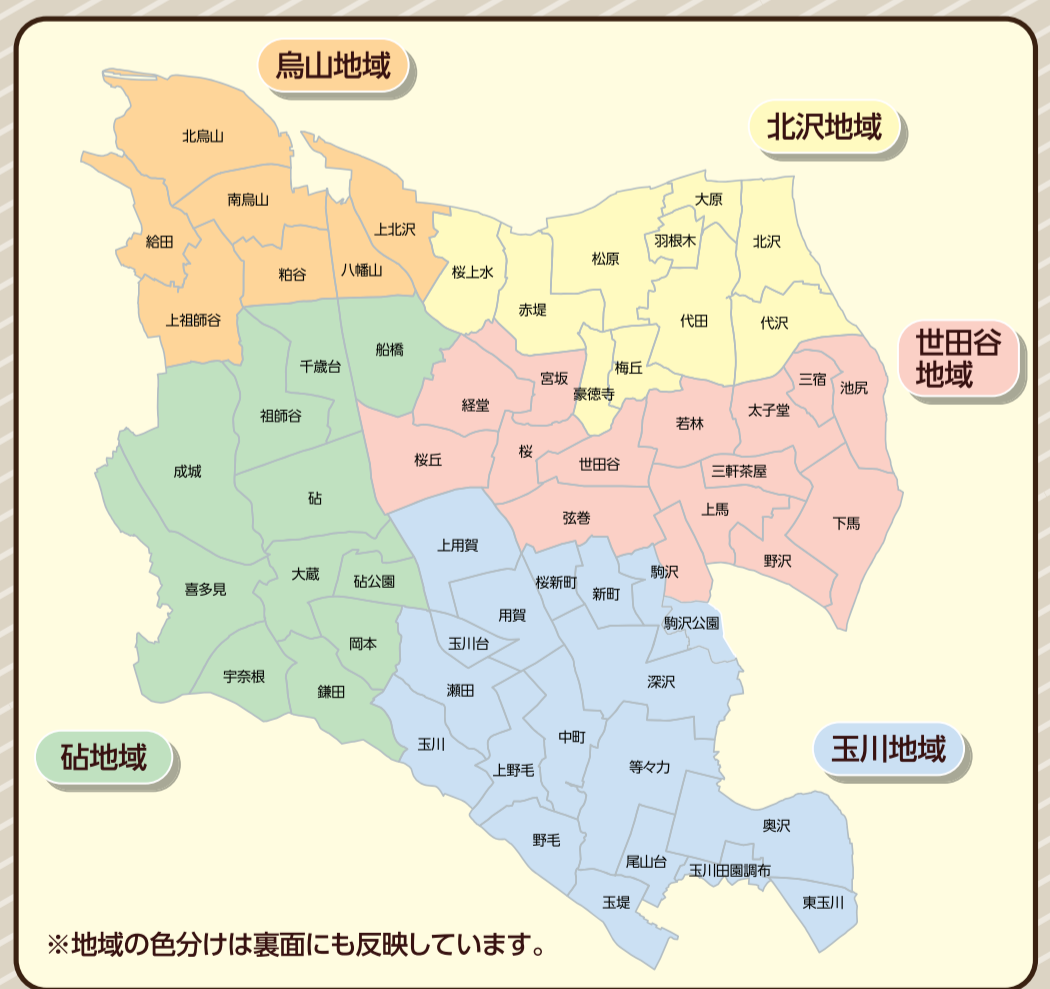 烏山地域
北沢地域
世田谷
地域
砧地域
玉川地域
北烏山
南烏山
給田
粕谷
八幡山
上北沢
上祖師谷
桜上水
赤堤
松原
大原
羽根木
北沢
代田
代沢
梅丘
豪徳寺
千歳台
船橋
祖師谷
成城
砧
喜多見
大蔵
砧公園
岡本
宇奈根
鎌田
宮坂
経堂
桜丘
桜
世田谷
弦巻
若林
太子堂
三宿
池尻
三軒茶屋
上馬
下馬
野沢
駒沢
上用賀
用賀
桜新町
新町
駒沢公園
玉川台
瀬田
玉川
深沢
中町
上野毛
等々力
野毛
奥沢
尾山台
玉川田園調布
玉堤
東玉川
※地域の色分けは裏面にも反映しています。